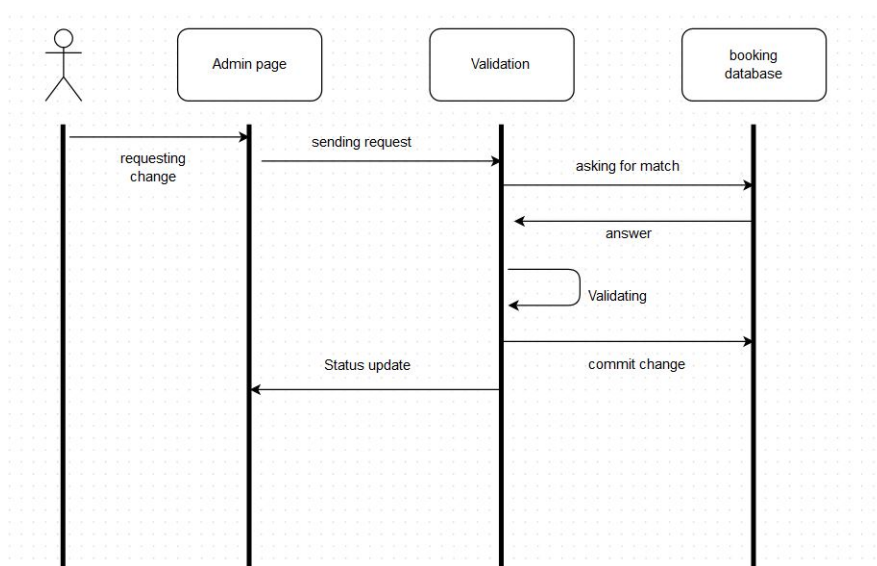 Admin page
Validation
booking
database
requesting
change
sending request
asking for match
answer
Validating
commit change
Status update